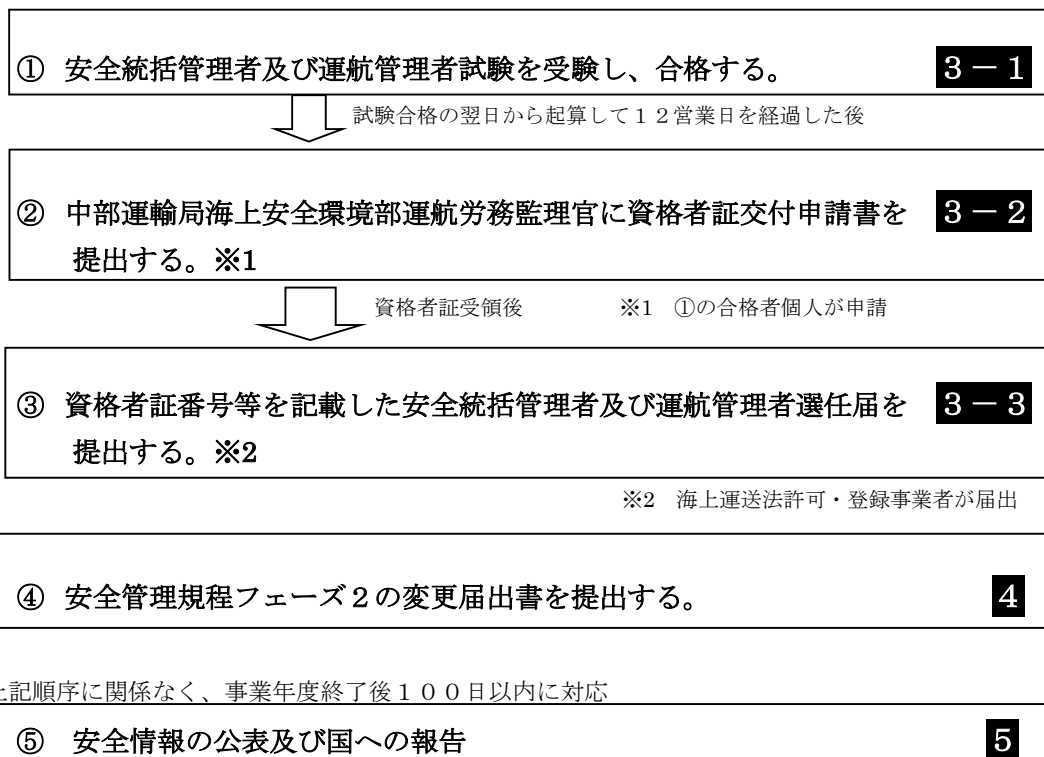 ① 安全統括管理者及び運航管理者試験を受験し、合格する。 3－1
試験合格の翌日から起算して１２営業日を経過した後
② 中部運輸局海上安全環境部運航労務監理官に資格者証交付申請書を 3－2
提出する。※1
資格者証受領後 ※1 ①の合格者個人が申請
③ 資格者証番号等を記載した安全統括管理者及び運航管理者選任届を 3－3
提出する。※2
※2 海上運送法許可・登録事業者が届出
④ 安全管理規程フェーズ２の変更届出書を提出する。 4
上記順序に関係なく、事業年度終了後１００日以内に対応
⑤ 安全情報の公表及び国への報告 5